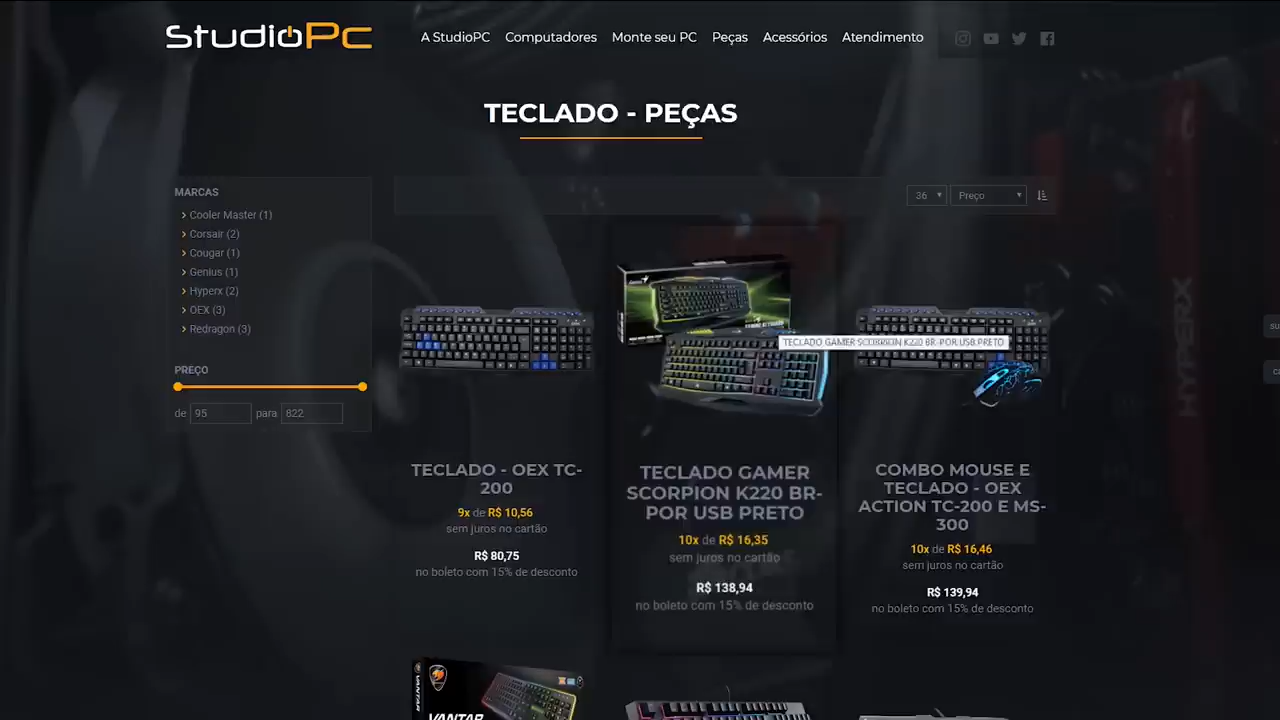 StudioPc
A StudioPC Computadores Monte seu PC Peças Acessórios Atendimento
TECLADO - PEÇAS
MARCAS
Cooler Master (1)
Corsair (2)
Cougar (1)
Genius (1)
Hyperx (2)
OEX (3)
Redragon (3)
PREÇO
de 95 para 822
36 Preço
TECLADO GAMER SCORPION K220 BR-POR USB PRETO
TECLADO - OEX TC-
200
9x de R$ 10,56
sem juros no cartão
R$ 80,75
no boleto com 15% de desconto
TECLADO GAMER
SCORPION K220 BR-
POR USB PRETO
10x de R$ 16,35
sem juros no cartão
R$ 138,94
no boleto com 15% de desconto
COMBO MOUSE E
TECLADO - OEX
ACTION TC-200 E MS-
300
10x de R$ 16,46
sem juros no cartão
R$ 139,94
no boleto com 15% de desconto
VANTAR
HYPERX